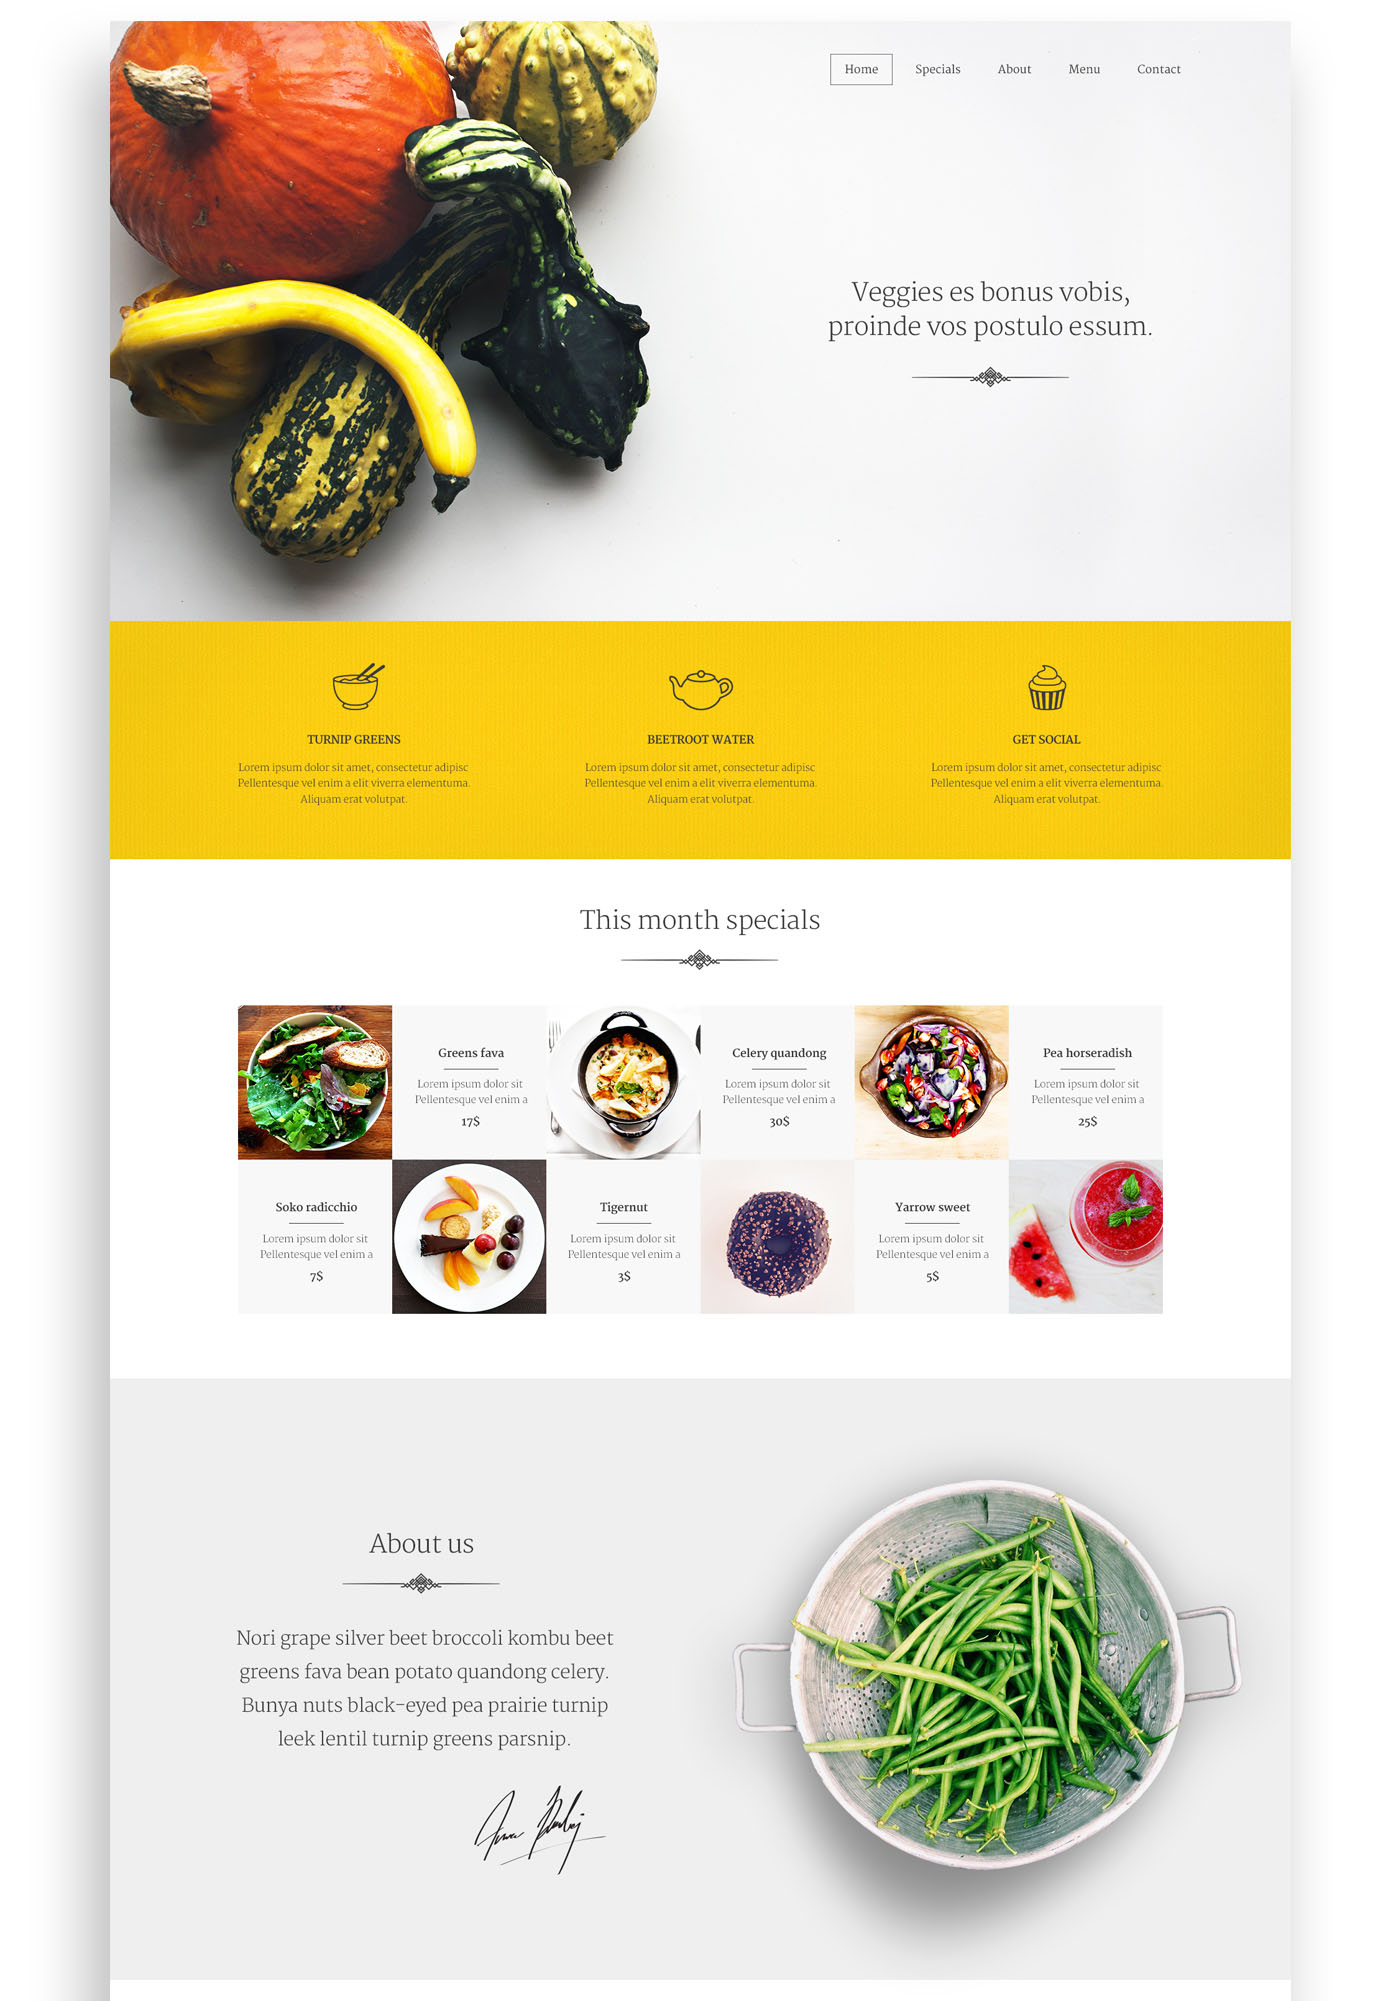 Home Specials About Menu Contact
Veggies es bonus vobis,
proinde vos postulo essum.
TURNIP GREENS
Lorem ipsum dolor sit amet, consectetur adipisc
Pellentesque vel enim a elit viverra elementuma.
Aliquam erat volutpat.
BEETROOT WATER
Lorem ipsum dolor sit amet, consectetur adipisc
Pellentesque vel enim a elit viverra elementuma.
Aliquam erat volutpat.
GET SOCIAL
Lorem ipsum dolor sit amet, consectetur adipisc
Pellentesque vel enim a elit viverra elementuma.
Aliquam erat volutpat.
This month specials
Greens fava
Lorem ipsum dolor sit
Pellentesque vel enim a
17$
Celery quandong
Lorem ipsum dolor sit
Pellentesque vel enim a
30$
Pea horseradish
Lorem ipsum dolor sit
Pellentesque vel enim a
25$
Soko radicchio
Lorem ipsum dolor sit
Pellentesque vel enim a
7$
Tigernut
Lorem ipsum dolor sit
Pellentesque vel enim a
3$
Yarrow sweet
Lorem ipsum dolor sit
Pellentesque vel enim a
5$
About us
Nori grape silver beet broccoli kombu beet
greens fava bean potato quandong celery.
Bunya nuts black-eyed pea prairie turnip
leek lentil turnip greens parsnip.